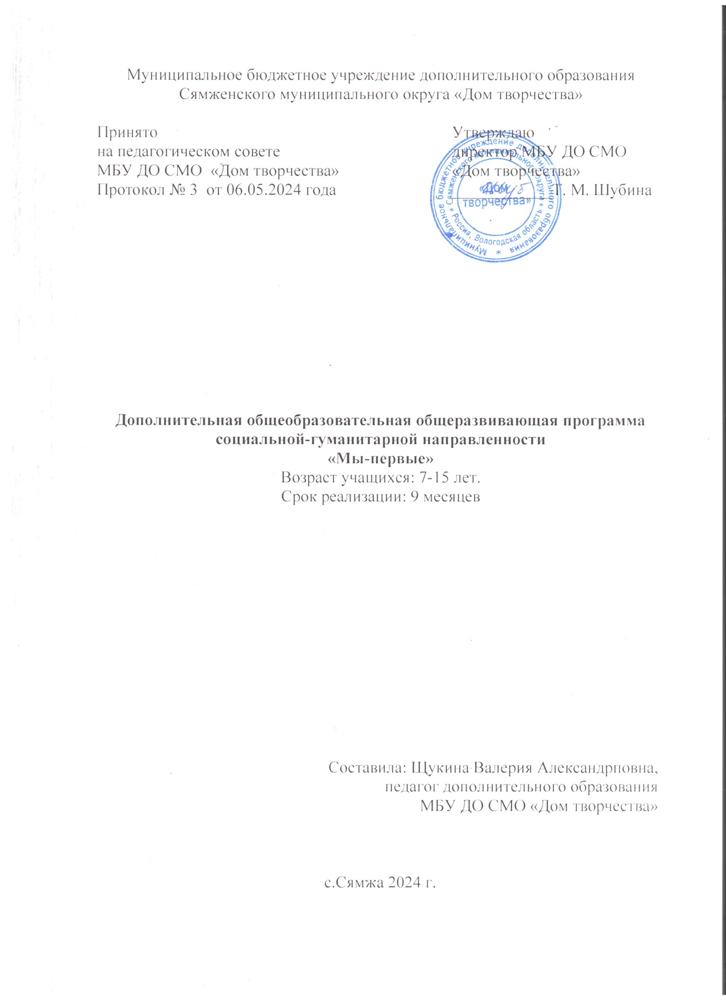 Муниципальное бюджетное учреждение дополнительного образования
Сямженского муниципального округа «Дом творчества»
Принято
на педагогическом совете
МБУ ДО СМО «Дом творчества»
Протокол № 3 от 06.05.2024 года
Утверждаю
директор МБУ ДО СМО
«Дом творчества»
Т. М. Шубина
Муниципальное бюджетное учреждение дополнительного образования *
* Сямженского муниципального округа * Россия, Вологодская область
«Дом
творчества»
Дополнительная общеобразовательная общеразвивающая программа
социальной-гуманитарной направленности
«Мы-первые»
Возраст учащихся: 7-15 лет.
Срок реализации: 9 месяцев
Составила: Щукина Валерия Александрповна,
педагог дополнительного образования
МБУ ДО СМО «Дом творчества»
с.Сямжа 2024 г.